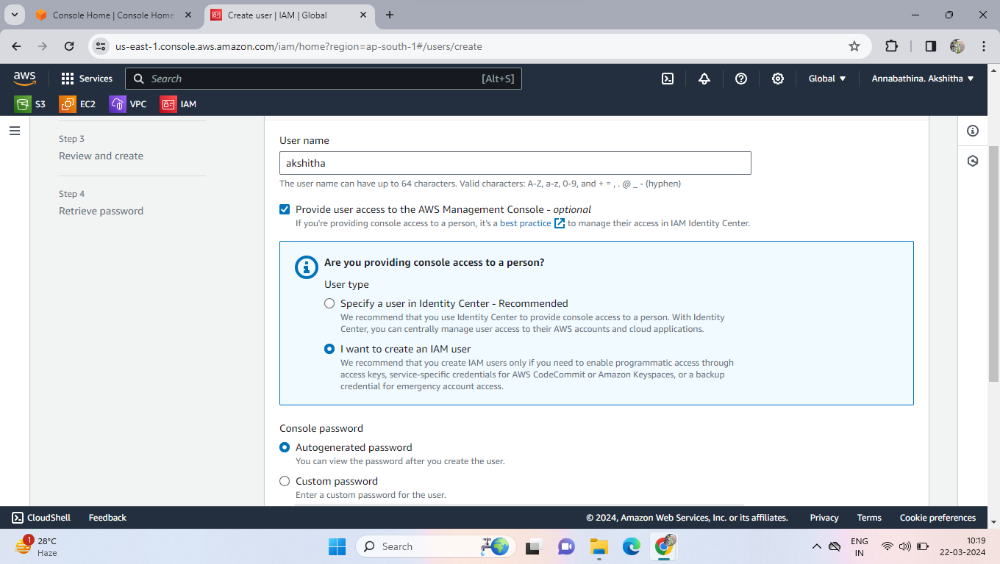 Console Home | Console Home
Create user | IAM | Global
us-east-1.console.aws.amazon.com/iam/home?region=ap-south-1#/users/create
aws
Services
Search
[Alt+S]
Global
Annabathina. Akshitha
S3
EC2
VPC
IAM
Step 3
Review and create
Step 4
Retrieve password
User name
akshitha
The user name can have up to 64 characters. Valid characters: A-Z, a-z, 0-9, and + = , . @ _ - (hyphen)
Provide user access to the AWS Management Console - optional
If you're providing console access to a person, it's a best practice to manage their access in IAM Identity Center.
Are you providing console access to a person?
User type
Specify a user in Identity Center - Recommended
We recommend that you use Identity Center to provide console access to a person. With Identity
Center, you can centrally manage user access to their AWS accounts and cloud applications.
I want to create an IAM user
We recommend that you create IAM users only if you need to enable programmatic access through
access keys, service-specific credentials for AWS CodeCommit or Amazon Keyspaces, or a backup
credential for emergency account access.
Console password
Autogenerated password
You can view the password after you create the user.
Custom password
Enter a custom password for the user.
CloudShell
Feedback
© 2024, Amazon Web Services, Inc. or its affiliates.
Privacy
Terms
Cookie preferences
1
28°C
Haze
Search
ENG
IN
10:19
22-03-2024